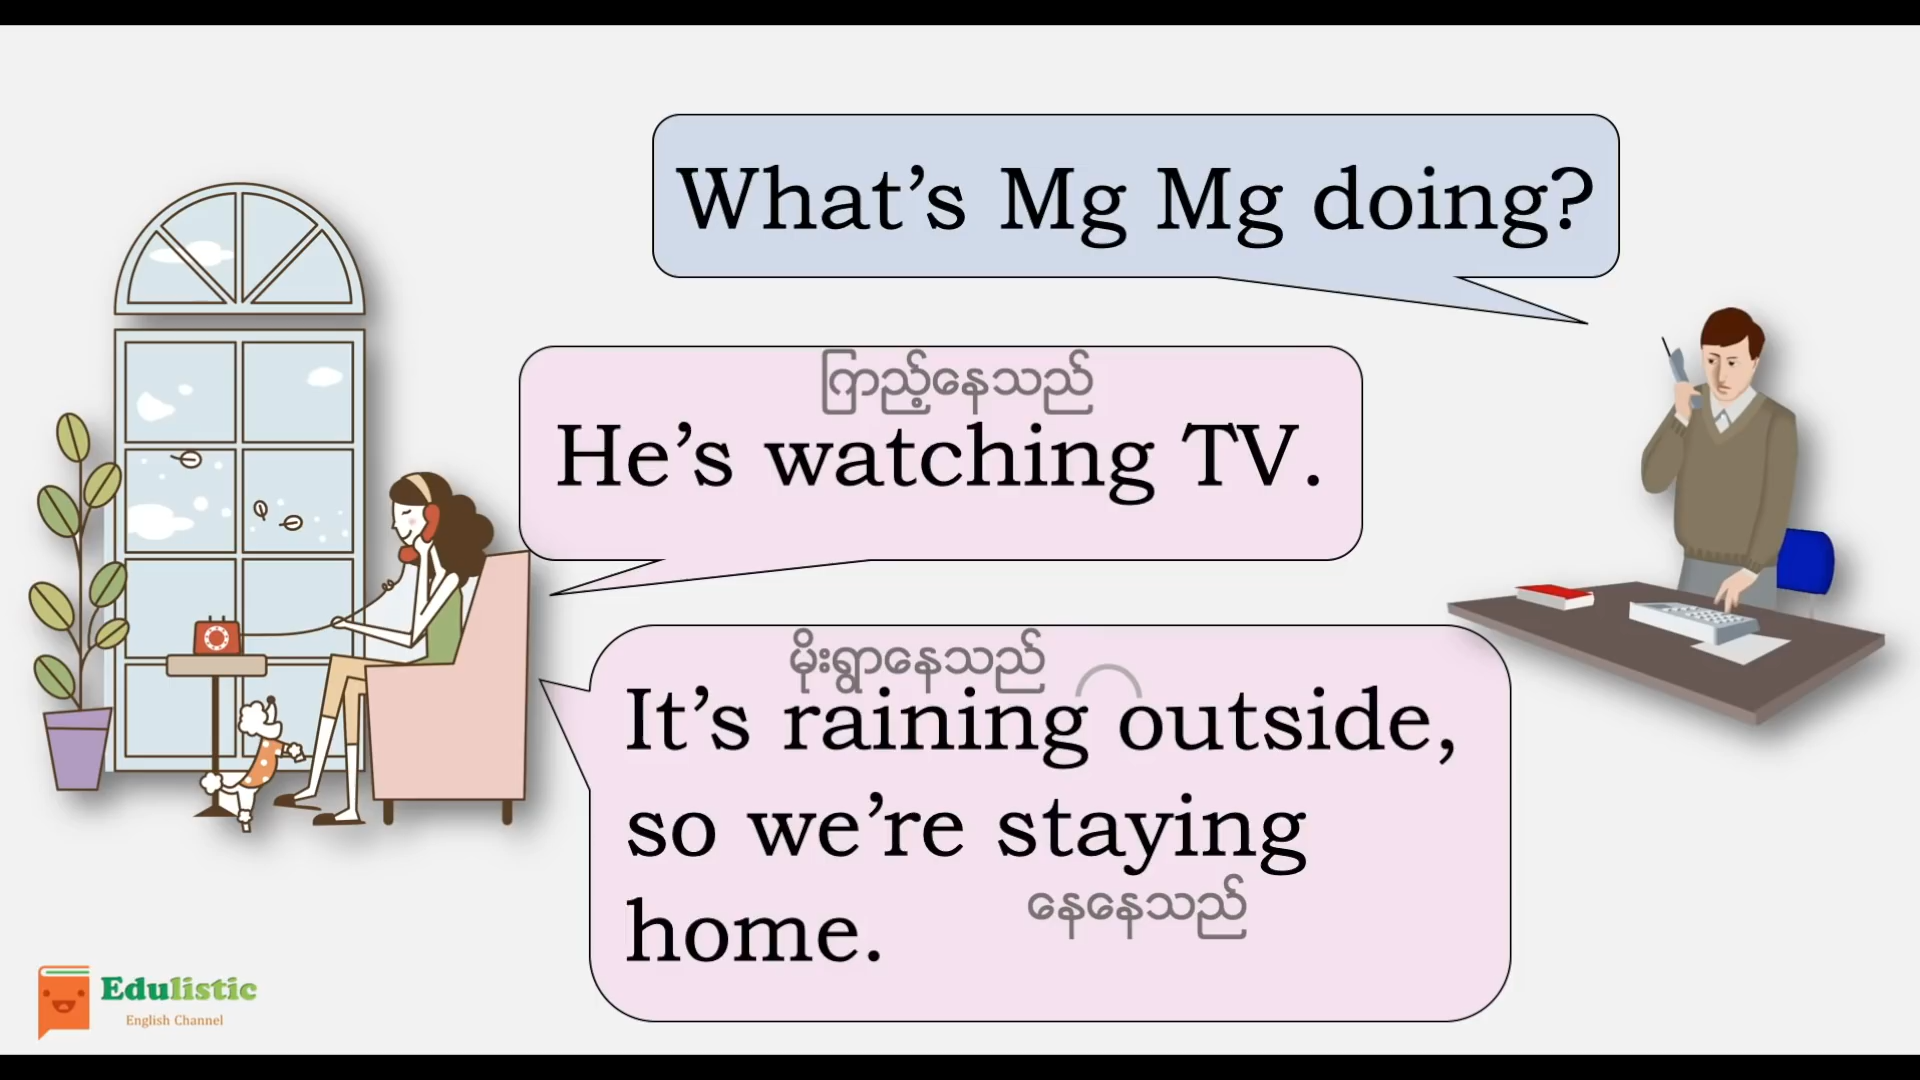 What’s Mg Mg doing?
ကြည့်နေသည်
He’s watching TV.
မိုးရွာနေသည်
It’s raining outside,
so we’re staying
နေနေသည်
home.
Edulistic
English Channel